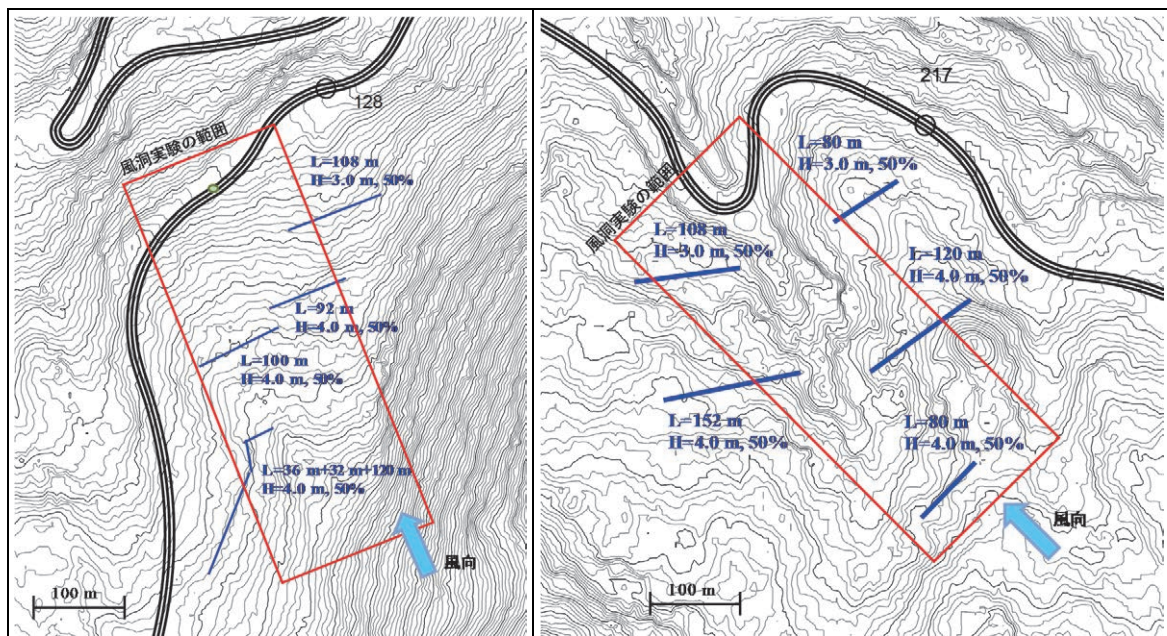 128
風洞実験の範囲
L=108 m
H=3.0 m, 50%
L=92 m
H=4.0 m, 50%
L=100 m
H=4.0 m, 50%
L=36 m+32 m+120 m
H=4.0 m, 50%
風向
100 m
217
風洞実験の範囲
L=80 m
H=3.0 m, 50%
L=108 m
H=3.0 m, 50%
L=120 m
H=4.0 m, 50%
L=152 m
H=4.0 m, 50%
L=80 m
H=4.0 m, 50%
風向
100 m